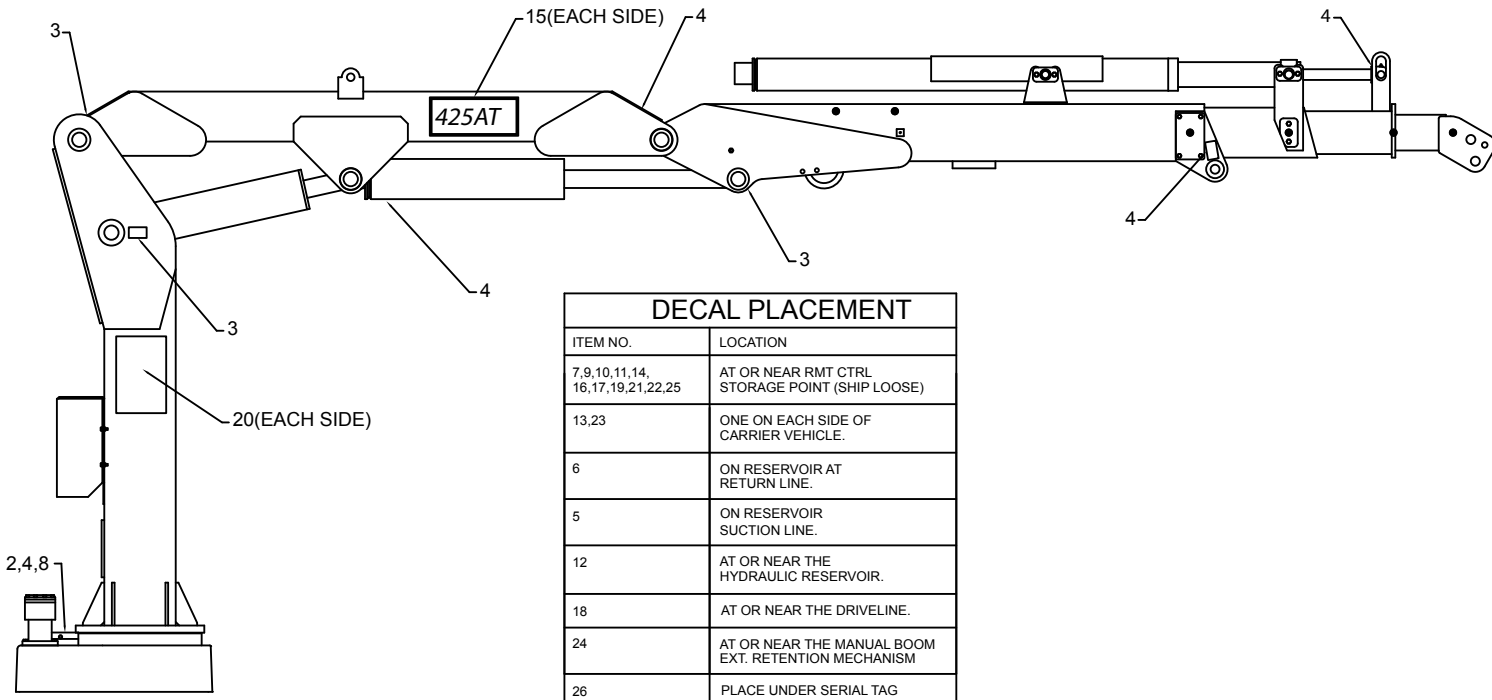 15(EACH SIDE)
3
4
4
425AT
3
4
4
3
3
20(EACH SIDE)
2,4,8
DECAL PLACEMENT
ITEM NO. LOCATION
7,9,10,11,14, AT OR NEAR RMT CTRL
16,17,19,21,22,25 STORAGE POINT (SHIP LOOSE)
13,23 ONE ON EACH SIDE OF
CARRIER VEHICLE.
6 ON RESERVOIR AT
RETURN LINE.
5 ON RESERVOIR
SUCTION LINE.
12 AT OR NEAR THE
HYDRAULIC RESERVOIR.
18 AT OR NEAR THE DRIVELINE.
24 AT OR NEAR THE MANUAL BOOM
EXT. RETENTION MECHANISM
26 PLACE UNDER SERIAL TAG